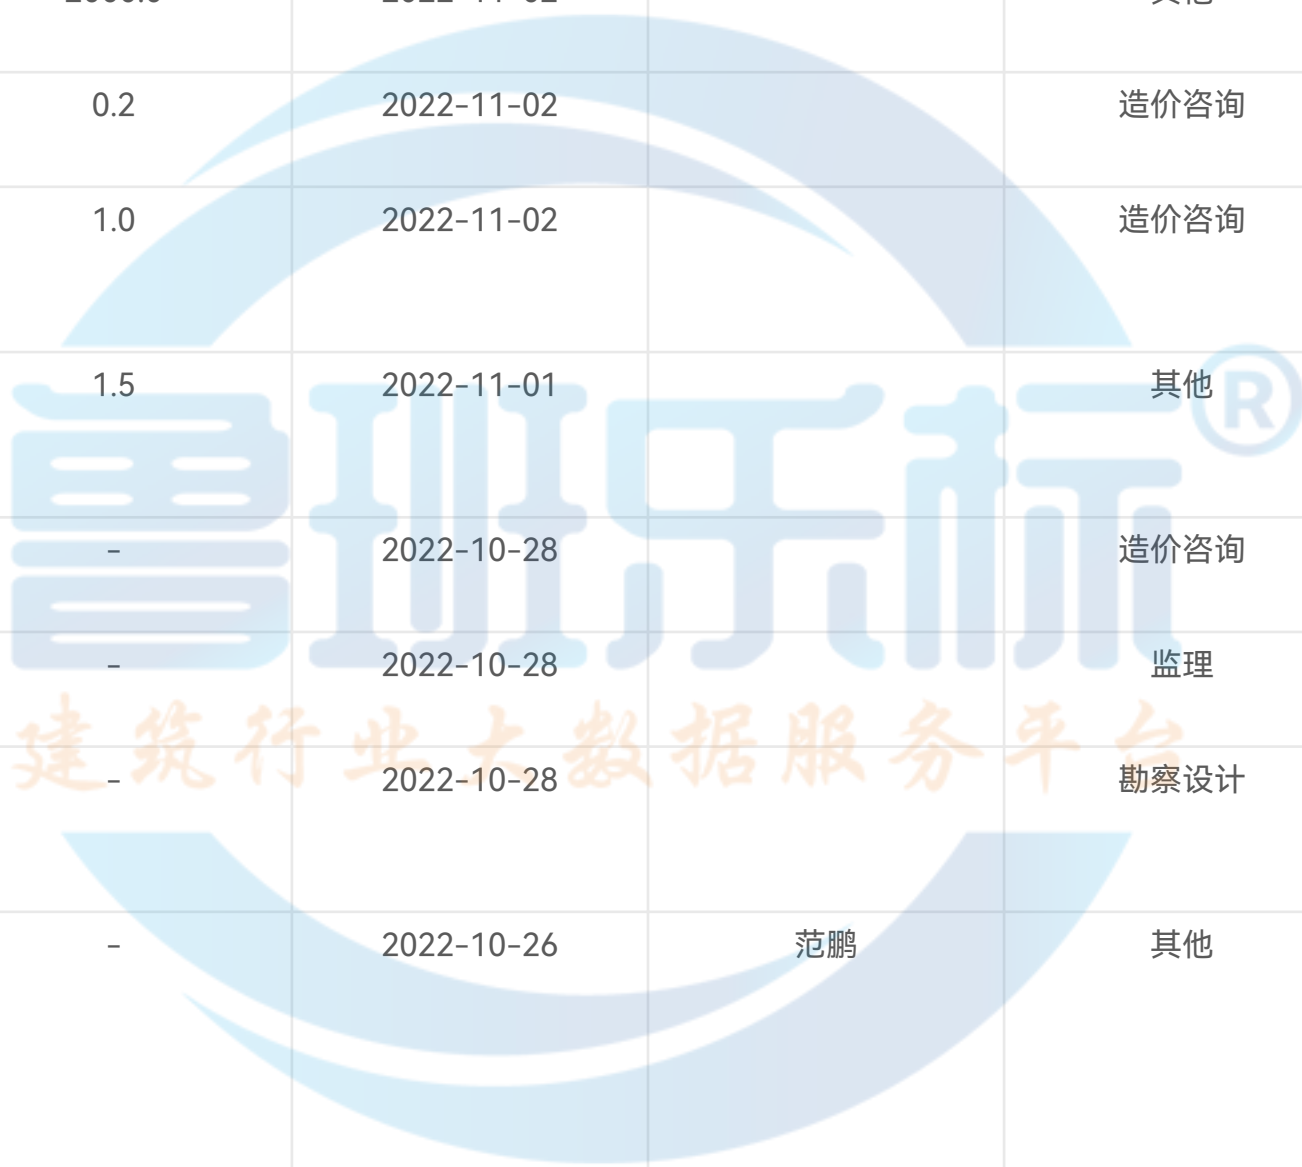 0.2 2022-11-02 造价咨询
1.0 2022-11-02 造价咨询
1.5 2022-11-01 其他
鲁班乐标®
- 2022-10-28 造价咨询
- 2022-10-28 监理
建筑行业大数据服务平台
- 2022-10-28 勘察设计
- 2022-10-26 范鹏 其他